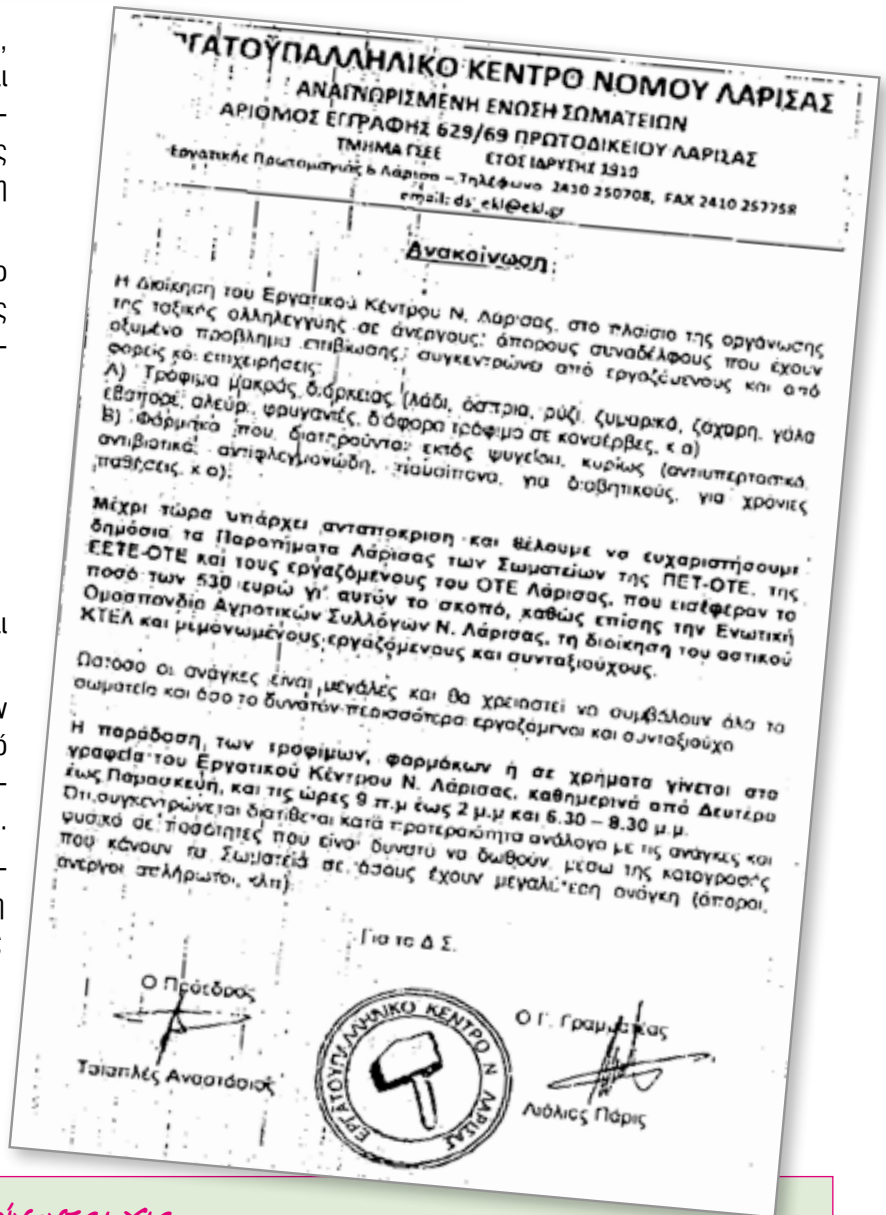 ΕΡΓΑΤΟΫΠΑΛΛΗΛΙΚΟ ΚΕΝΤΡΟ ΝΟΜΟΥ ΛΑΡΙΣΑΣ
ΑΝΑΓΝΩΡΙΣΜΕΝΗ ΕΝΩΣΗ ΣΩΜΑΤΕΙΩΝ
ΑΡΙΘΜΟΣ ΕΓΓΡΑΦΗΣ 629/69 ΠΡΩΤΟΔΙΚΕΙΟΥ ΛΑΡΙΣΑΣ
ΤΜΗΜΑ ΓΣΕΕ ΕΤΟΣ ΙΔΡΥΣΗΣ 1910
Εργατικής Πρωτομαγιάς 6 Λάρισα – Τηλέφωνο 2410 250708, FAX 2410 257758
email: ds_ekl@ekl.gr
Ανακοίνωση
Η Διοίκηση του Εργατικού Κέντρου Ν. Λάρισας, στο πλαίσιο της οργάνωσης
της ταξικής αλληλεγγύης σε άνεργους, άπορους συναδέλφους που έχουν
οξυμένο πρόβλημα επιβίωσης, συγκεντρώνει από εργαζόμενους και από
φορείς και επιχειρήσεις:
Α) Τρόφιμα μακράς διάρκειας (λάδι, όσπρια, ρύζι, ζυμαρικά, ζάχαρη, γάλα
εβαπορέ, αλεύρι, φρυγανιές, διάφορα τρόφιμα σε κονσέρβες, κ α)
Β) Φάρμακα που διατηρούνται εκτός ψυγείου, κυρίως (αντιυπερτασικά,
αντιβιοτικά, αντιφλεγμονώδη, παυσίπονα, για διαβητικούς, για χρόνιες
παθήσεις, κ α).
Μέχρι τώρα υπάρχει ανταπόκριση και θέλουμε να ευχαριστήσουμε
δημόσια τα Παραρτήματα Λάρισας των Σωματείων της ΠΕΤ-ΟΤΕ, της
ΕΕΤΕ-ΟΤΕ και τους εργαζόμενους του ΟΤΕ Λάρισας, που εισέφεραν το
ποσό των 530 ευρώ γι' αυτόν το σκοπό, καθώς επίσης την Ενωτική
Ομοσπονδία Αγροτικών Συλλόγων Ν. Λάρισας, τη διοίκηση του αστικού
ΚΤΕΛ και μεμονωμένους εργαζόμενους και συνταξιούχους.
Ωστόσο οι ανάγκες είναι μεγάλες και θα χρειαστεί να συμβάλουν όλα τα
σωματεία και όσο το δυνατόν περισσότεροι εργαζόμενοι και συνταξιούχοι
Η παράδοση των τροφίμων, φαρμάκων ή σε χρήματα γίνεται στα
γραφεία του Εργατικού Κέντρου Ν. Λάρισας, καθημερινά από Δευτέρα
έως Παρασκευή, και τις ώρες 9 π.μ έως 2 μ.μ και 6.30 – 8.30 μ.μ.
Ότι συγκεντρώνεται διατίθεται κατά προτεραιότητα ανάλογα με τις ανάγκες και
φυσικά σε ποσότητες που είναι δυνατό να δωθούν, μέσω της καταγραφής
που κάνουν τα Σωματεία σε όσους έχουν μεγαλύτερη ανάγκη (άποροι,
άνεργοι απλήρωτοι, κλπ)
Για το Δ Σ.
Ο Πρόεδρος
Τσιαπλές Αναστάσιος
ΕΡΓΑΤΟΫΠΑΛΛΗΛΙΚΟ ΚΕΝΤΡΟ Ν ΛΑΡΙΣΑΣ
Ο Γ. Γραμματέας
Λιόλιος Πάρις